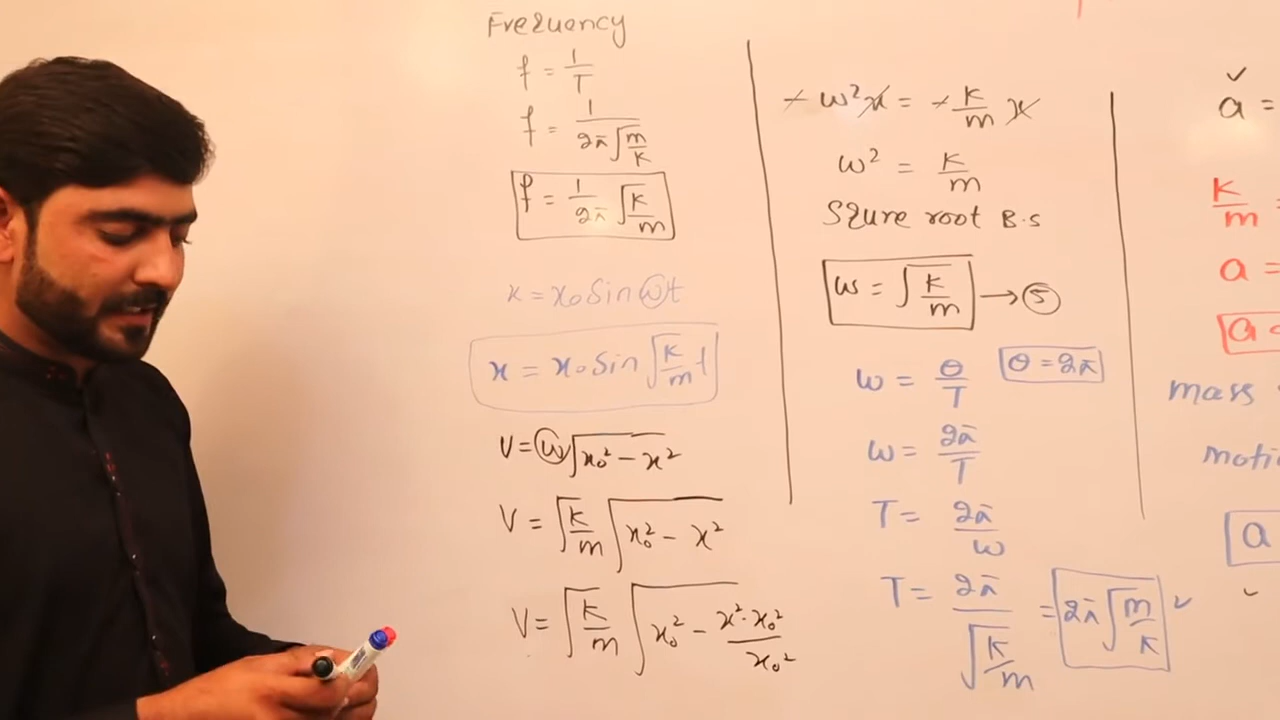 Frequency
f = 1/T
f = 1/(2π√(m/k))
f = 1/2π √(k/m)
x = x₀ Sin ωt
x = x₀ Sin √(k/m) t
V = ω√(x₀² − x²)
V = √(k/m) √(x₀² − x²)
V = √(k/m) √(x₀² − x²·x₀²/x₀²)
− ω²x = − k/m x
ω² = k/m
Squre root B.S
ω = √(k/m) → ⑤
ω = θ/T θ = 2π
ω = 2π/T
T = 2π/ω
T = 2π/√(k/m) = 2π√(m/k)
a =
k/m =
a =
a
mass
a